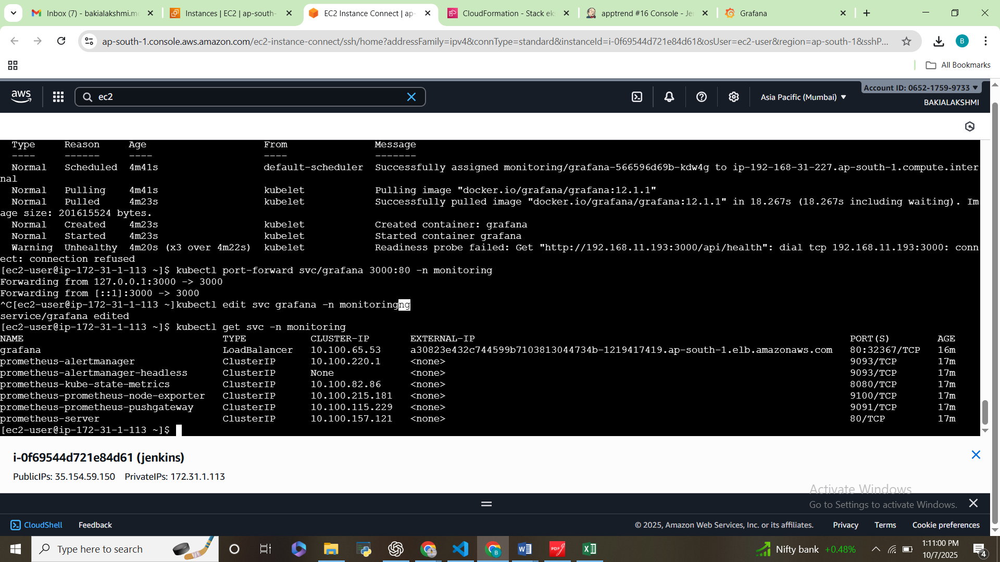 Inbox (7) - bakialakshmi.mo
Instances | EC2 | ap-south-
EC2 Instance Connect | ap-
CloudFormation - Stack eks
apptrend #16 Console - Jen
Grafana
ap-south-1.console.aws.amazon.com/ec2-instance-connect/ssh/home?addressFamily=ipv4&connType=standard&instanceId=i-0f69544d721e84d61&osUser=ec2-user&region=ap-south-1&sshP...
B
All Bookmarks
aws
ec2
Asia Pacific (Mumbai)
Account ID: 0652-1759-9733
BAKIALAKSHMI
Type Reason Age From Message
---- ------ ---- ---- -------
Normal Scheduled 4m41s default-scheduler Successfully assigned monitoring/grafana-566596d69b-kdw4g to ip-192-168-31-227.ap-south-1.compute.inter
nal
Normal Pulling 4m41s kubelet Pulling image "docker.io/grafana/grafana:12.1.1"
Normal Pulled 4m23s kubelet Successfully pulled image "docker.io/grafana/grafana:12.1.1" in 18.267s (18.267s including waiting). Im
age size: 201615524 bytes.
Normal Created 4m23s kubelet Created container: grafana
Normal Started 4m23s kubelet Started container grafana
Warning Unhealthy 4m20s (x3 over 4m22s) kubelet Readiness probe failed: Get "http://192.168.11.193:3000/api/health": dial tcp 192.168.11.193:3000: conn
ect: connection refused
[ec2-user@ip-172-31-1-113 ~]$ kubectl port-forward svc/grafana 3000:80 -n monitoring
Forwarding from 127.0.0.1:3000 -> 3000
Forwarding from [::1]:3000 -> 3000
^C[ec2-user@ip-172-31-1-113 ~]kubectl edit svc grafana -n monitoringng
service/grafana edited
[ec2-user@ip-172-31-1-113 ~]$ kubectl get svc -n monitoring
NAME TYPE CLUSTER-IP EXTERNAL-IP PORT(S) AGE
grafana LoadBalancer 10.100.65.53 a30823e432c744599b7103813044734b-1219417419.ap-south-1.elb.amazonaws.com 80:32367/TCP 16m
prometheus-alertmanager ClusterIP 10.100.220.1 <none> 9093/TCP 17m
prometheus-alertmanager-headless ClusterIP None <none> 9093/TCP 17m
prometheus-kube-state-metrics ClusterIP 10.100.82.86 <none> 8080/TCP 17m
prometheus-prometheus-node-exporter ClusterIP 10.100.215.181 <none> 9100/TCP 17m
prometheus-prometheus-pushgateway ClusterIP 10.100.115.229 <none> 9091/TCP 17m
prometheus-server ClusterIP 10.100.157.121 <none> 80/TCP 17m
[ec2-user@ip-172-31-1-113 ~]$
i-0f69544d721e84d61 (jenkins)
PublicIPs: 35.154.59.150 PrivateIPs: 172.31.1.113
Activate Windows
Go to Settings to activate Windows.
CloudShell
Feedback
© 2025, Amazon Web Services, Inc. or its affiliates.
Privacy
Terms
Cookie preferences
Type here to search
PDF
Nifty bank +0.48%
1:11:00 PM
10/7/2025
4